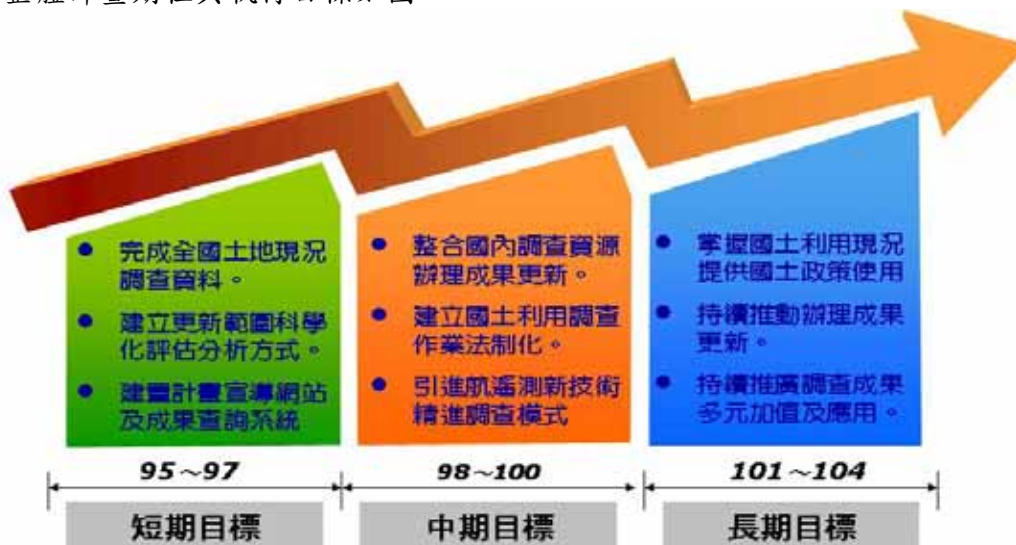 ● 完成全國土地現況
調查資料。
● 建立更新範圍科學
化評估分析方式。
● 建置計畫宣導網站
及成果查詢系統
● 整合國內調查資源
辦理成果更新。
● 建立國土利用調查
作業法制化。
● 引進航遙測新技術
精進調查模式
● 掌握國土利用現況
提供國土政策使用
● 持續推動辦理成果
更新。
● 持續推廣調查成果
多元加值及應用。
95～97
98～100
101～104
短期目標
中期目標
長期目標